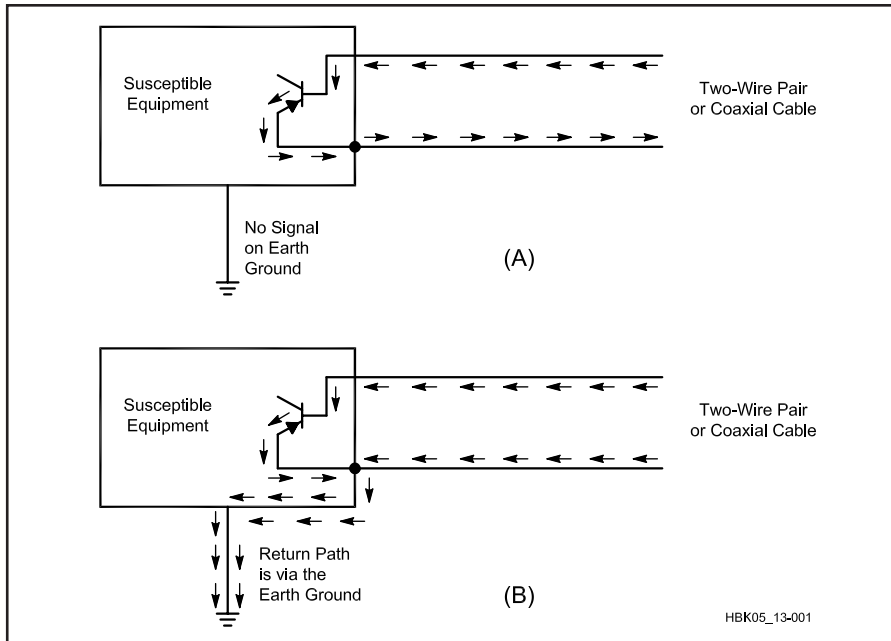 Susceptible
Equipment
Two-Wire Pair
or Coaxial Cable
No Signal
on Earth
Ground
(A)
Susceptible
Equipment
Two-Wire Pair
or Coaxial Cable
Return Path
is via the
Earth Ground
(B)
HBK05_13-001